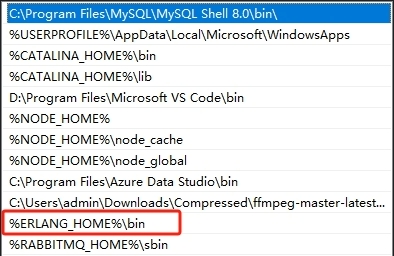 C:\Program Files\MySQL\MySQL Shell 8.0\bin\
%USERPROFILE%\AppData\Local\Microsoft\WindowsApps
%CATALINA_HOME%\bin
%CATALINA_HOME%\lib
D:\Program Files\Microsoft VS Code\bin
%NODE_HOME%
%NODE_HOME%\node_cache
%NODE_HOME%\node_global
C:\Program Files\Azure Data Studio\bin
C:\Users\admin\Downloads\Compressed\ffmpeg-master-latest...
%ERLANG_HOME%\bin
%RABBITMQ_HOME%\sbin